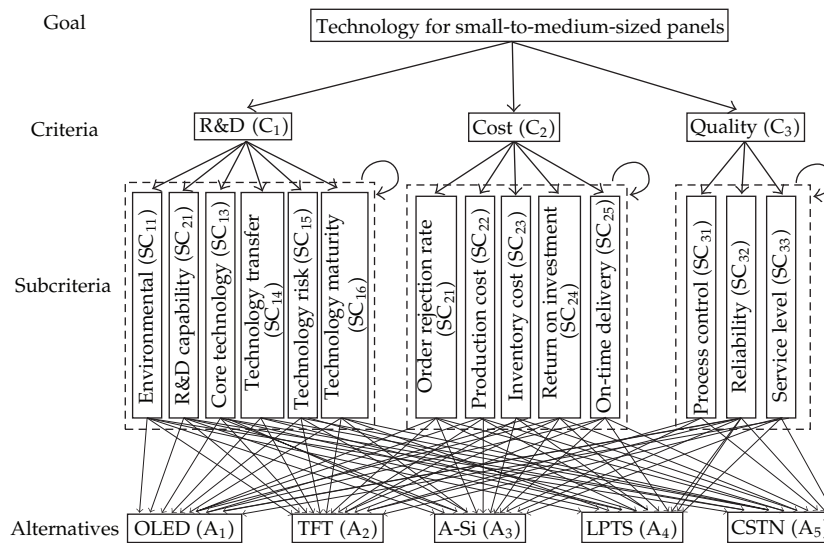 Goal
Technology for small-to-medium-sized panels
Criteria
R&D (C1)
Cost (C2)
Quality (C3)
Subcriteria
Environmental (SC11)
R&D capability (SC21)
Core technology (SC13)
Technology transfer
(SC14)
Technology risk (SC15)
Technology maturity
(SC16)
Order rejection rate
(SC21)
Production cost (SC22)
Inventory cost (SC23)
Return on investment
(SC24)
On-time delivery (SC25)
Process control (SC31)
Reliability (SC32)
Service level (SC33)
Alternatives
OLED (A1)
TFT (A2)
A-Si (A3)
LPTS (A4)
CSTN (A5)